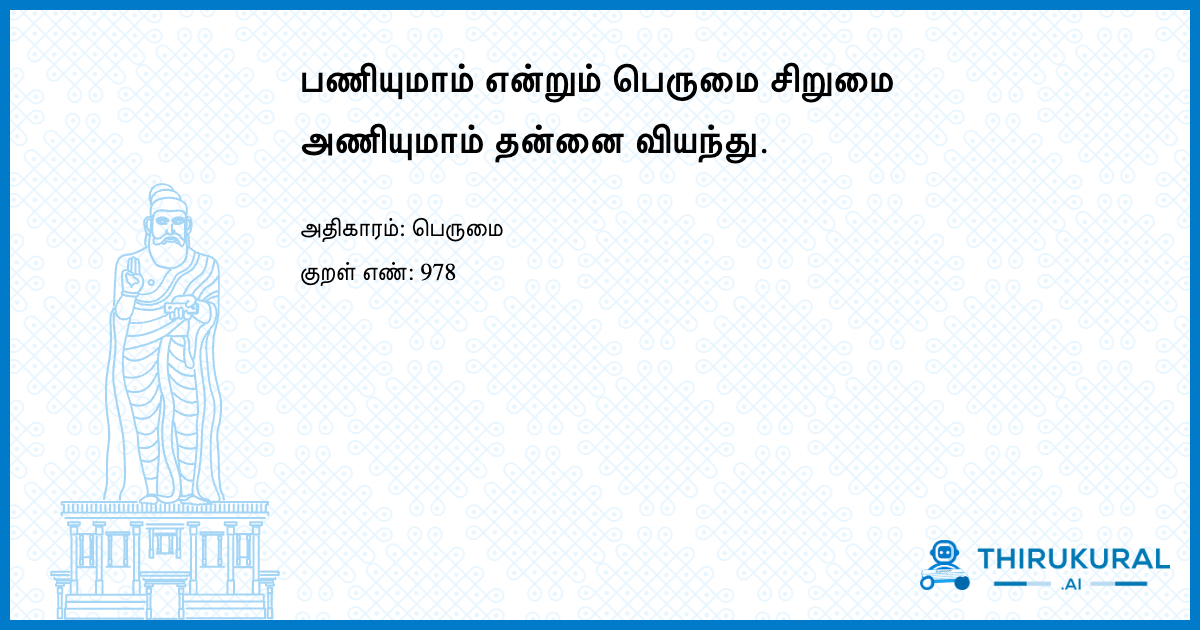 பணியுமாம் என்றும் பெருமை சிறுமை
அணியுமாம் தன்னை வியந்து.
அதிகாரம்: பெருமை
குறள் எண்: 978
THIRUKURAL
.AI